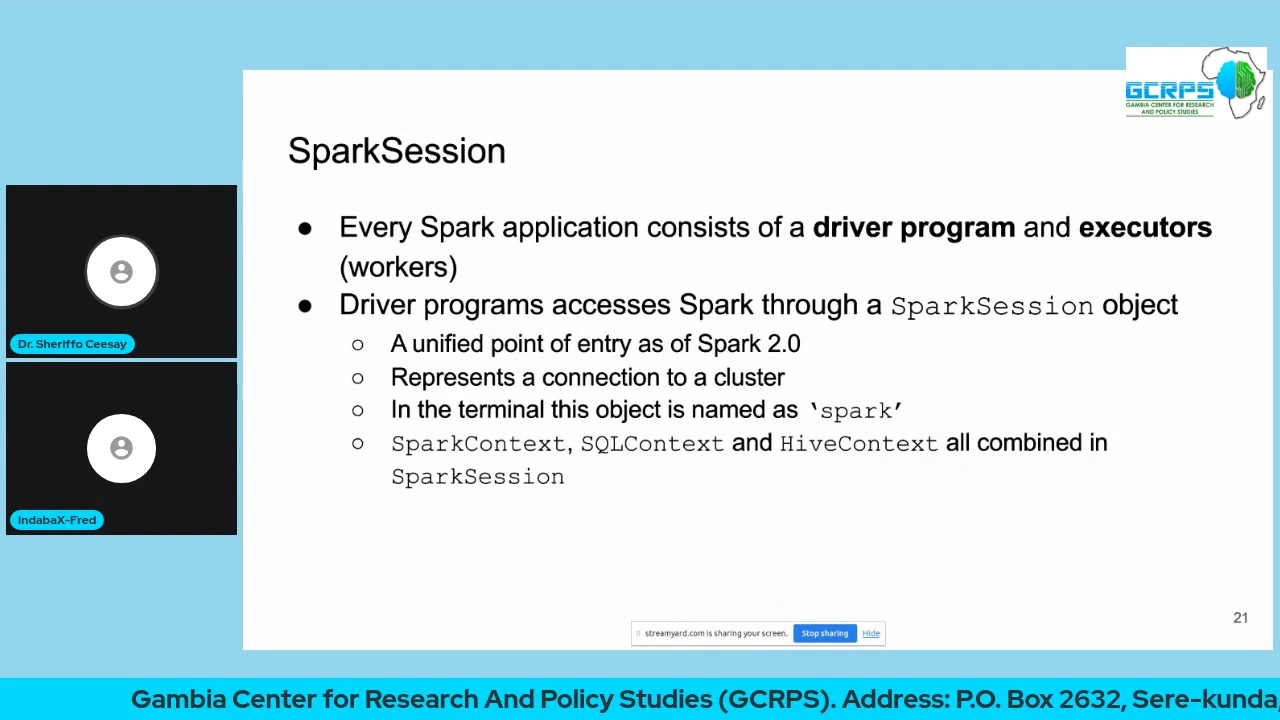 GCRPS
GAMBIA CENTER FOR RESEARCH
AND POLICY STUDIES
SparkSession
● Every Spark application consists of a driver program and executors
(workers)
● Driver programs accesses Spark through a SparkSession object
○ A unified point of entry as of Spark 2.0
○ Represents a connection to a cluster
○ In the terminal this object is named as ‘spark’
○ SparkContext, SQLContext and HiveContext all combined in
SparkSession
Dr. Sheriffo Ceesay
IndabaX-Fred
21
streamyard.com is sharing your screen. Stop sharing Hide
Gambia Center for Research And Policy Studies (GCRPS). Address: P.O. Box 2632, Sere-kunda,